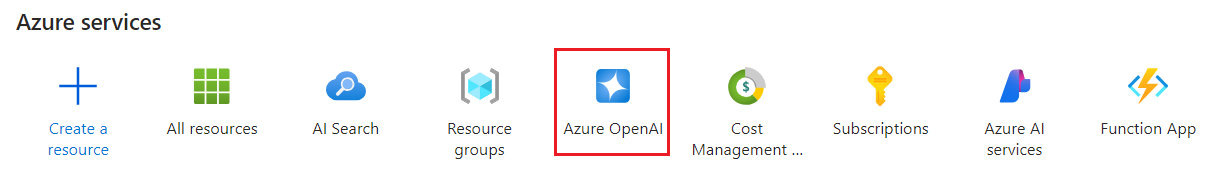 Azure services
Create a
resource
All resources
AI Search
Resource
groups
Azure OpenAI
$
Cost
Management ...
Subscriptions
Azure AI
services
Function App